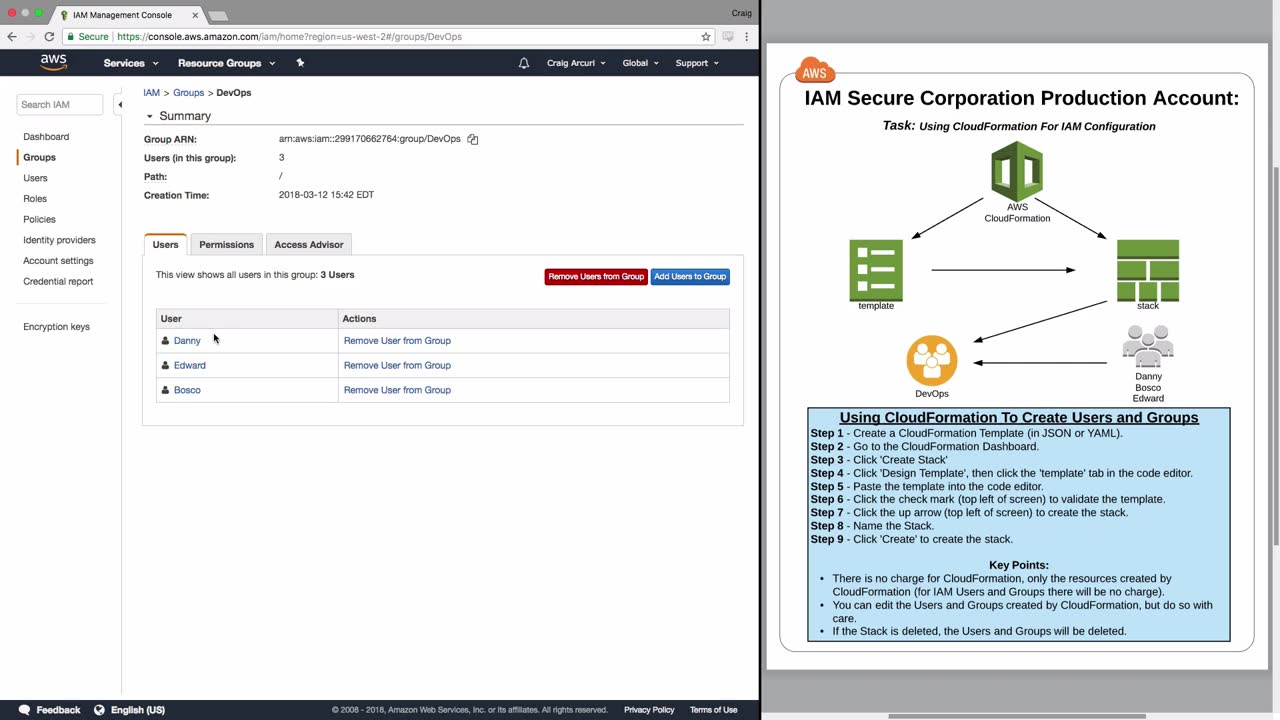 IAM Management Console
Craig
Secure
https://console.aws.amazon.com/iam/home?region=us-west-2#/groups/DevOps
aws
Services
Resource Groups
Craig Arcuri
Global
Support
Search IAM
Dashboard
Groups
Users
Roles
Policies
Identity providers
Account settings
Credential report
Encryption keys
IAM > Groups > DevOps
Summary
Group ARN: arn:aws:iam::299170662764:group/DevOps
Users (in this group): 3
Path: /
Creation Time: 2018-03-12 15:42 EDT
Users
Permissions
Access Advisor
This view shows all users in this group: 3 Users
Remove Users from Group
Add Users to Group
User Actions
Danny Remove User from Group
Edward Remove User from Group
Bosco Remove User from Group
Feedback
English (US)
© 2008 - 2018, Amazon Web Services, Inc. or its affiliates. All rights reserved.
Privacy Policy
Terms of Use
AWS
IAM Secure Corporation Production Account:
Task: Using CloudFormation For IAM Configuration
AWS
CloudFormation
template
stack
DevOps
Danny
Bosco
Edward
Using CloudFormation To Create Users and Groups
Step 1 - Create a CloudFormation Template (in JSON or YAML).
Step 2 - Go to the CloudFormation Dashboard.
Step 3 - Click 'Create Stack'
Step 4 - Click 'Design Template', then click the 'template' tab in the code editor.
Step 5 - Paste the template into the code editor.
Step 6 - Click the check mark (top left of screen) to validate the template.
Step 7 - Click the up arrow (top left of screen) to create the stack.
Step 8 - Name the Stack.
Step 9 - Click 'Create' to create the stack.
Key Points:
• There is no charge for CloudFormation, only the resources created by
CloudFormation (for IAM Users and Groups there will be no charge).
• You can edit the Users and Groups created by CloudFormation, but do so with
care.
• If the Stack is deleted, the Users and Groups will be deleted.